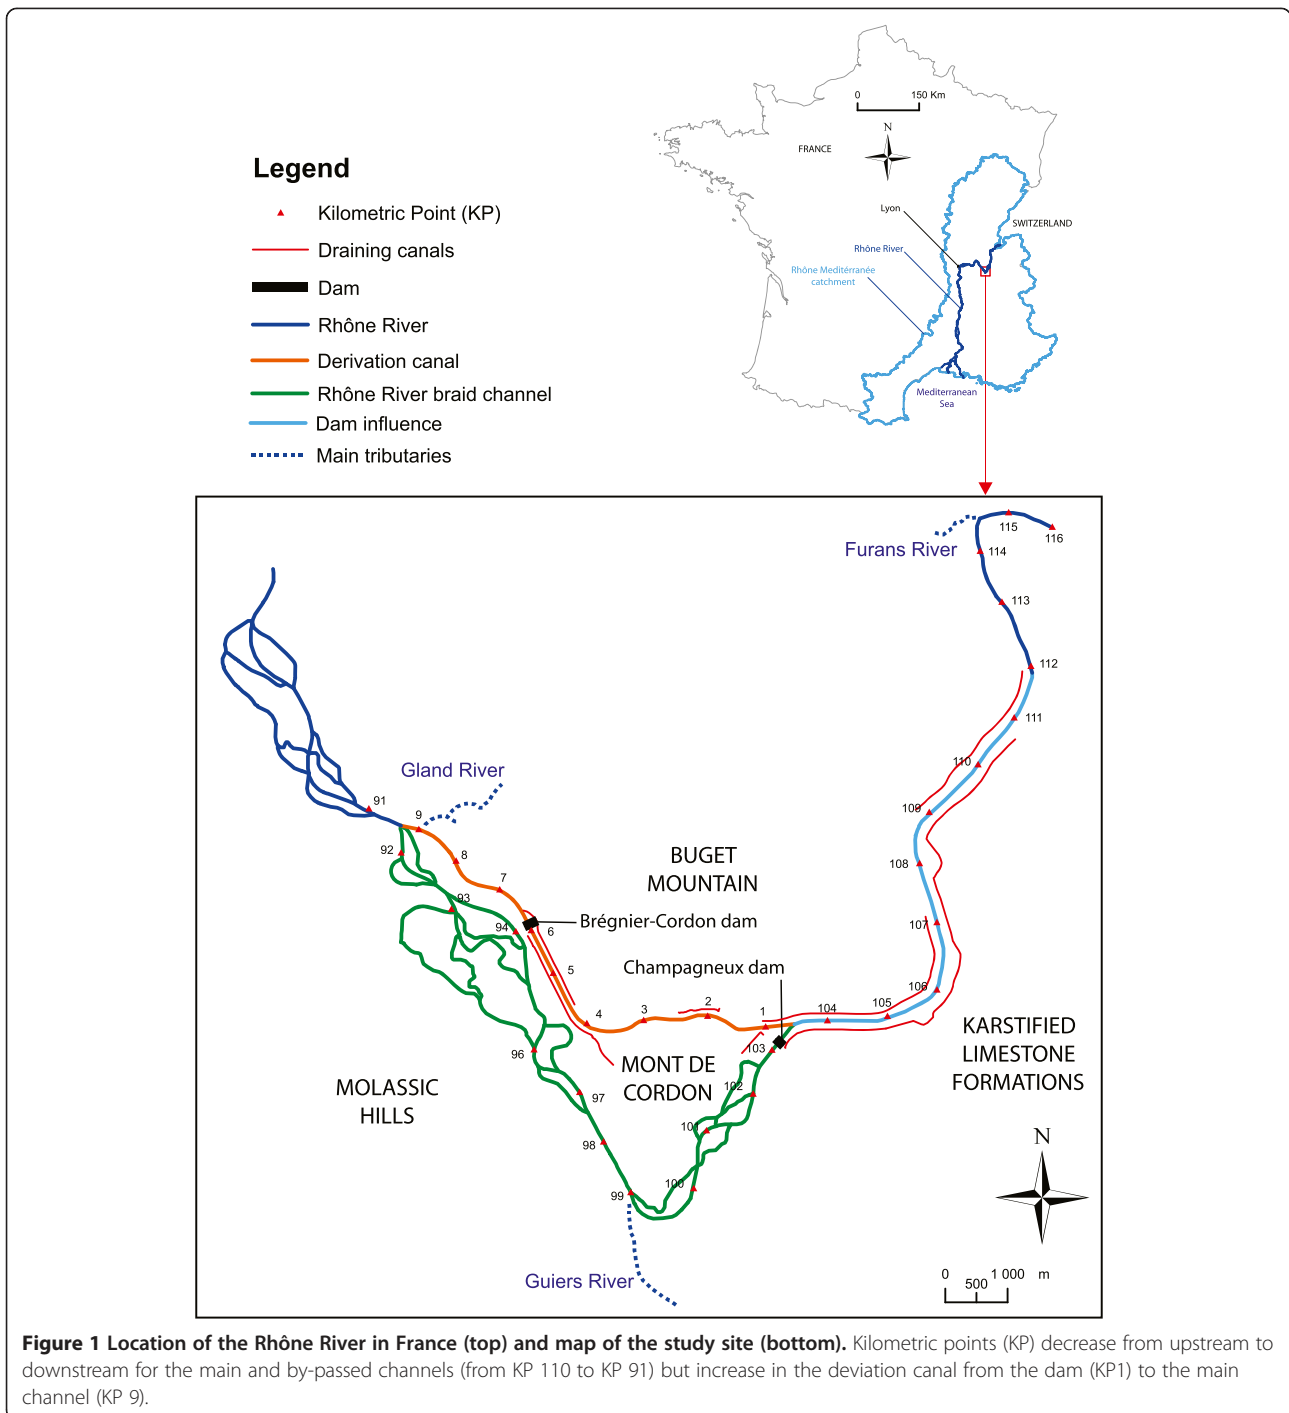 0 150 Km
N
FRANCE
Lyon
SWITZERLAND
Rhône River
Rhône Meditérranée
catchment
Mediterranean
Sea
Legend
Kilometric Point (KP)
Draining canals
Dam
Rhône River
Derivation canal
Rhône River braid channel
Dam influence
Main tributaries
115
116
Furans River
114
113
112
111
110
109
108
107
106
105
104
Gland River
91
9
92
8
7
93
94
6
5
4
3
2
1
103
BUGET
MOUNTAIN
Brégnier-Cordon dam
Champagneux dam
KARSTIFIED
LIMESTONE
FORMATIONS
MONT DE
CORDON
MOLASSIC
HILLS
96
97
98
99
100
101
102
Guiers River
N
0 1 000 m
500
Figure 1 Location of the Rhône River in France (top) and map of the study site (bottom). Kilometric points (KP) decrease from upstream to
downstream for the main and by-passed channels (from KP 110 to KP 91) but increase in the deviation canal from the dam (KP1) to the main
channel (KP 9).